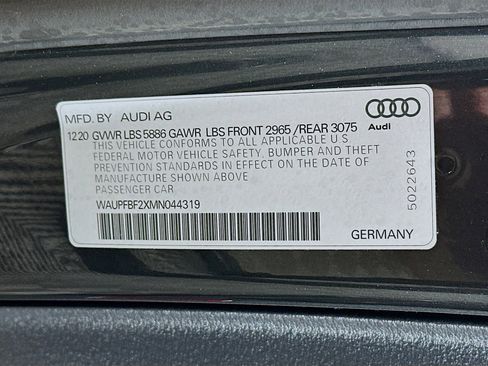 MFD. BY AUDI AG
Audi
1220 GVWR LBS 5886 GAWR LBS FRONT 2965 /REAR 3075
THIS VEHICLE CONFORMS TO ALL APPLICABLE U S
FEDERAL MOTOR VEHICLE SAFETY, BUMPER AND THEFT
PREVENTION STANDARDS IN EFFECT ON THE DATE OF
MANUFACTURE SHOWN ABOVE
PASSENGER CAR
WAUPFBF2XMN044319
GERMANY
5022643